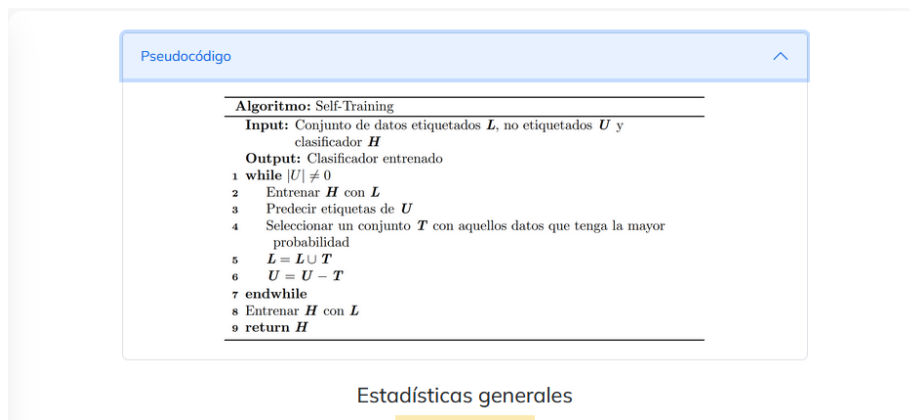 Pseudocódigo
Algoritmo: Self-Training
Input: Conjunto de datos etiquetados L, no etiquetados U y
clasificador H
Output: Clasificador entrenado
1 while |U| ≠ 0
2 Entrenar H con L
3 Predecir etiquetas de U
4 Seleccionar un conjunto T con aquellos datos que tenga la mayor
probabilidad
5 L = L ∪ T
6 U = U − T
7 endwhile
8 Entrenar H con L
9 return H
Estadísticas generales